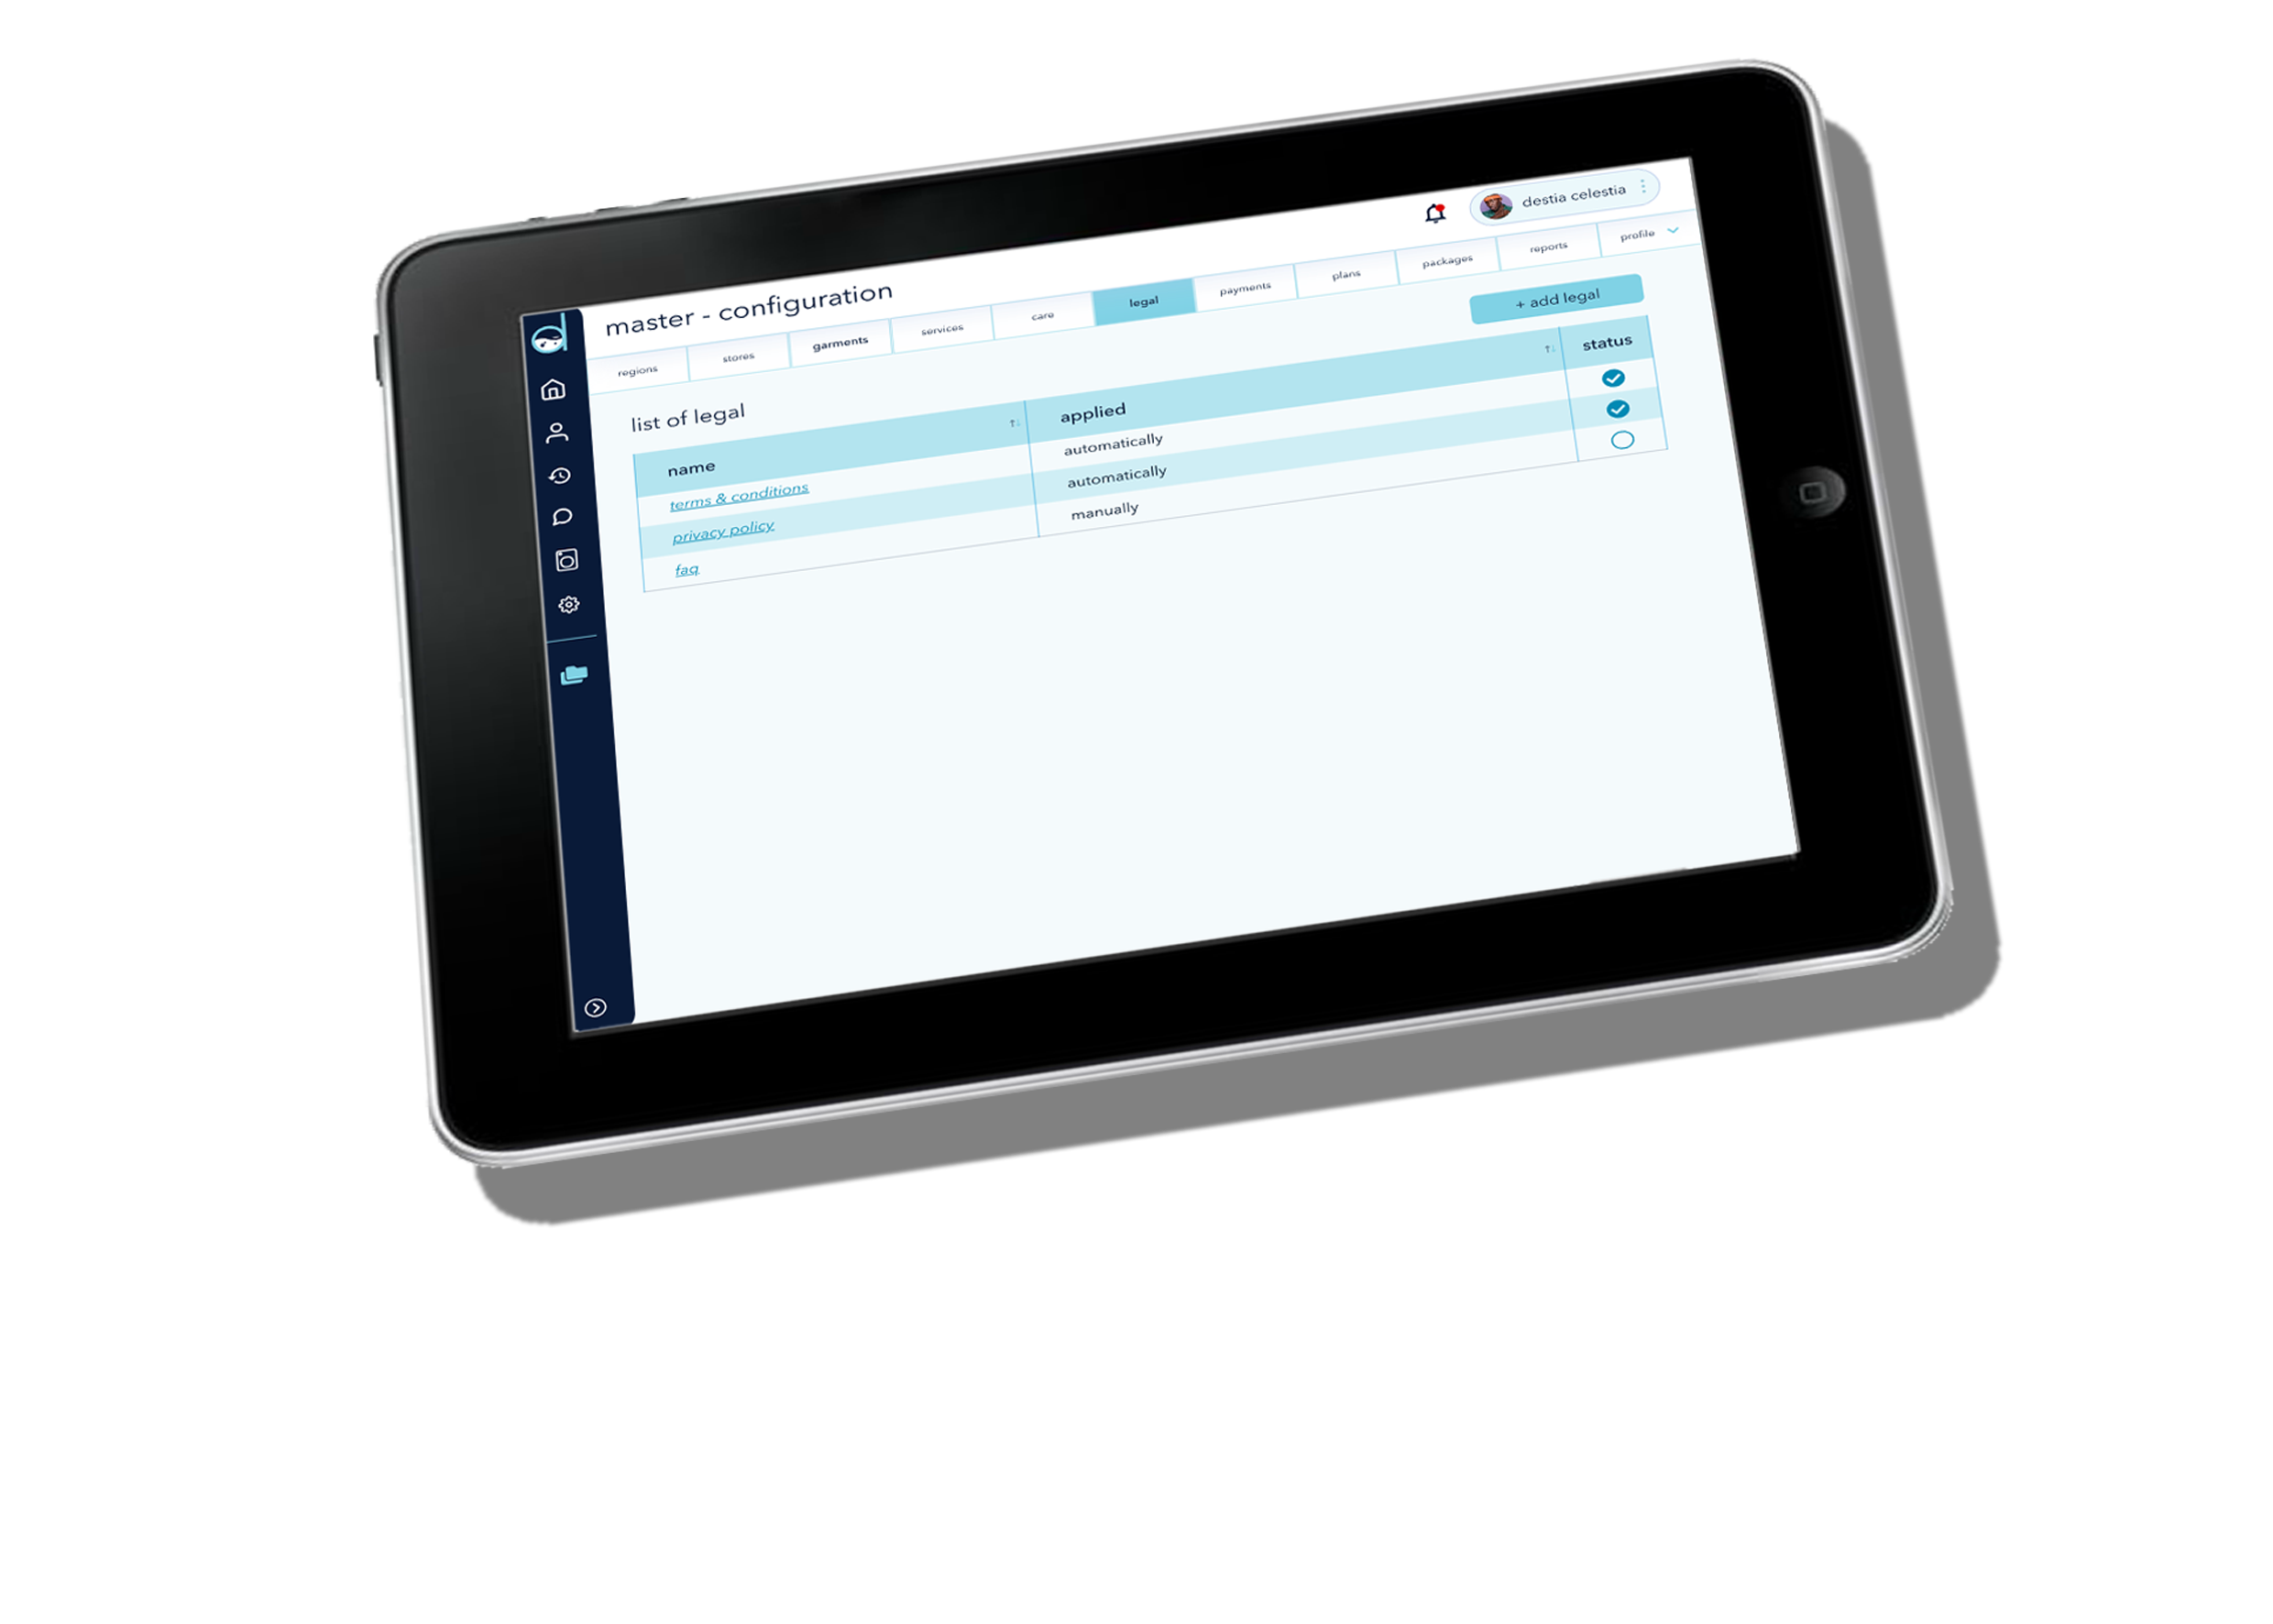 destia celestia
master - configuration
regions stores garments services care legal payments plans packages reports profile
+ add legal
list of legal
name applied status
terms & conditions automatically
privacy policy automatically
faq manually